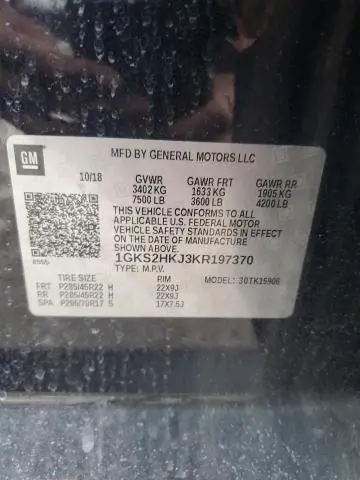 GM
MFD BY GENERAL MOTORS LLC
10/18 GVWR GAWR FRT GAWR RR
3402 KG 1633 KG 1905 KG
7500 LB 3600 LB 4200 LB
THIS VEHICLE CONFORMS TO ALL
APPLICABLE U.S. FEDERAL MOTOR
VEHICLE SAFETY STANDARDS IN
EFFECT ON THE DATE OF MANUFACTURE
SHOWN ABOVE.
1GKS2HKJ3KR197370
TYPE: M.P.V.
TIRE SIZE RIM MODEL: 30TK15906
FRT P285/45R22 H 22X9J
RR P285/45R22 H 22X9J
SPA P265/70R17 S 17X7.5J